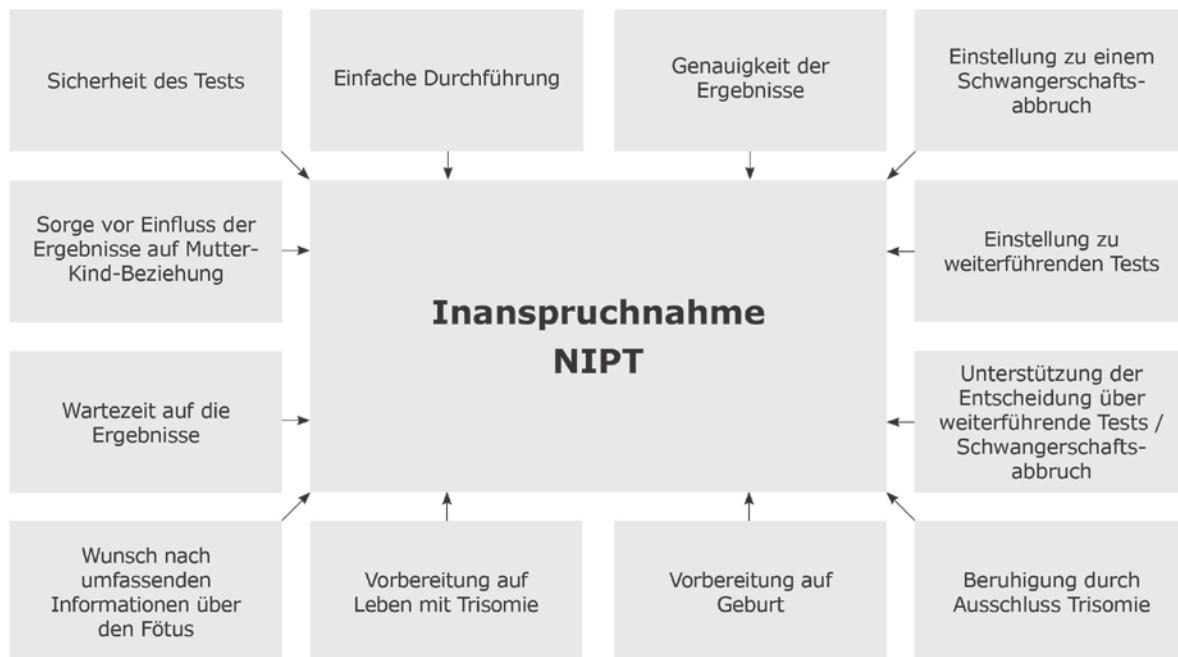 Sicherheit des Tests
Einfache Durchführung
Genauigkeit der
Ergebnisse
Einstellung zu einem
Schwangerschafts-
abbruch
Sorge vor Einfluss der
Ergebnisse auf Mutter-
Kind-Beziehung
Inanspruchnahme
NIPT
Einstellung zu
weiterführenden Tests
Wartezeit auf die
Ergebnisse
Unterstützung der
Entscheidung über
weiterführende Tests /
Schwangerschafts-
abbruch
Wunsch nach
umfassenden
Informationen über
den Fötus
Vorbereitung auf
Leben mit Trisomie
Vorbereitung auf
Geburt
Beruhigung durch
Ausschluss Trisomie